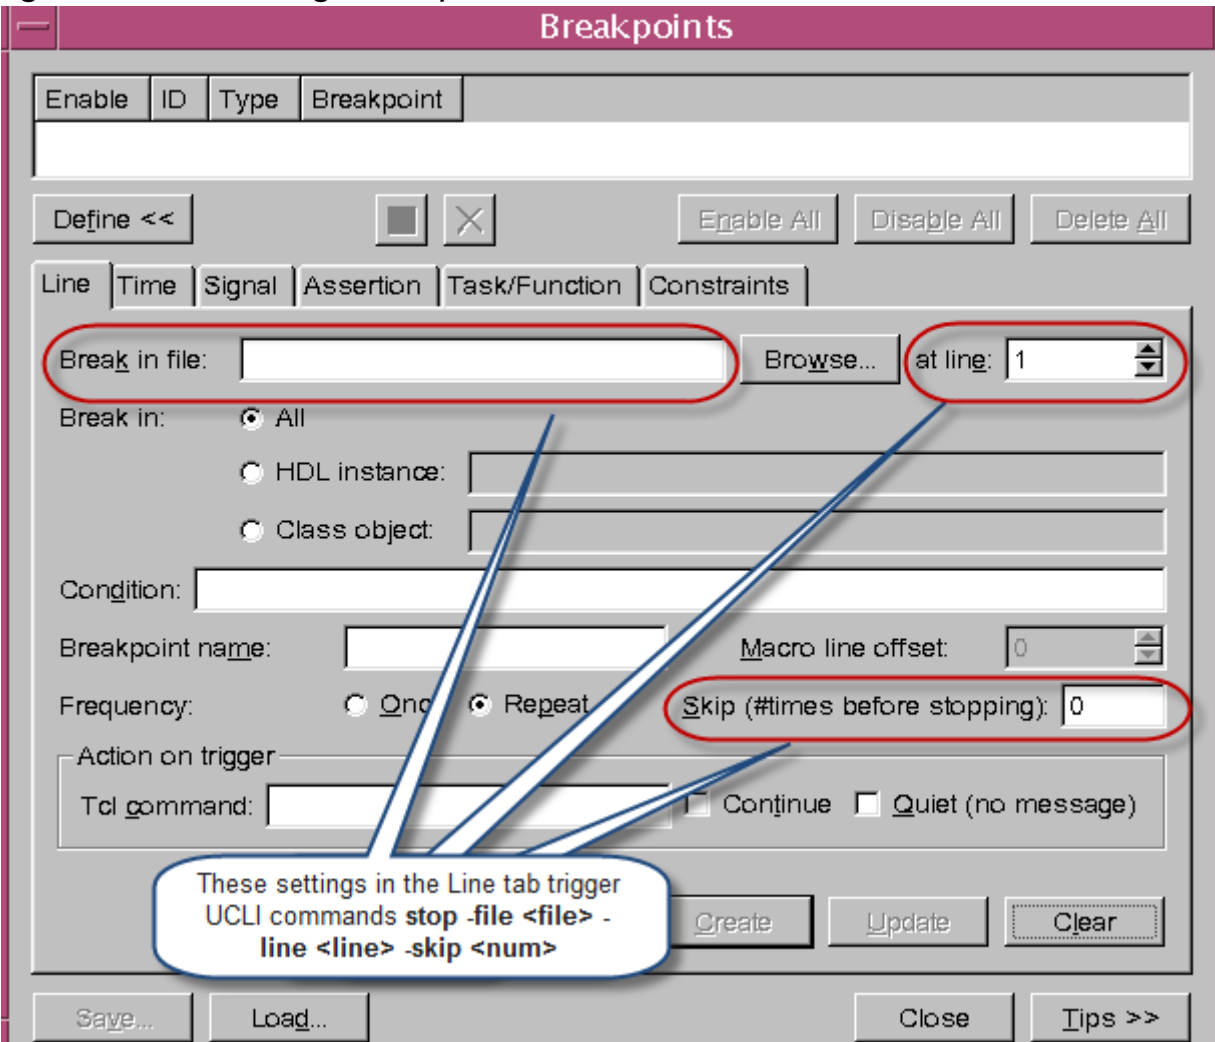 Breakpoints
Enable ID Type Breakpoint
Define << Enable All Disable All Delete All
Line Time Signal Assertion Task/Function Constraints
Break in file: Browse... at line: 1
Break in: All
HDL instance:
Class object:
Condition:
Breakpoint name: Macro line offset: 0
Frequency: Once Repeat Skip (#times before stopping): 0
Action on trigger
Tcl command: Continue Quiet (no message)
These settings in the Line tab trigger
UCLI commands stop -file <file> -
line <line> -skip <num>
Create Update Clear
Save... Load... Close Tips >>